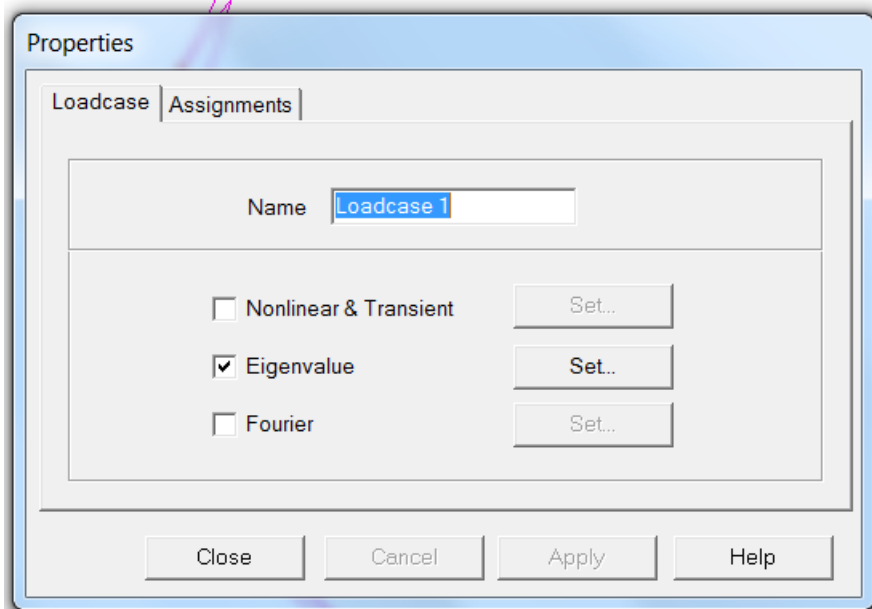 Properties
Loadcase Assignments
Name Loadcase 1
Nonlinear & Transient Set...
Eigenvalue Set...
Fourier Set...
Close Cancel Apply Help